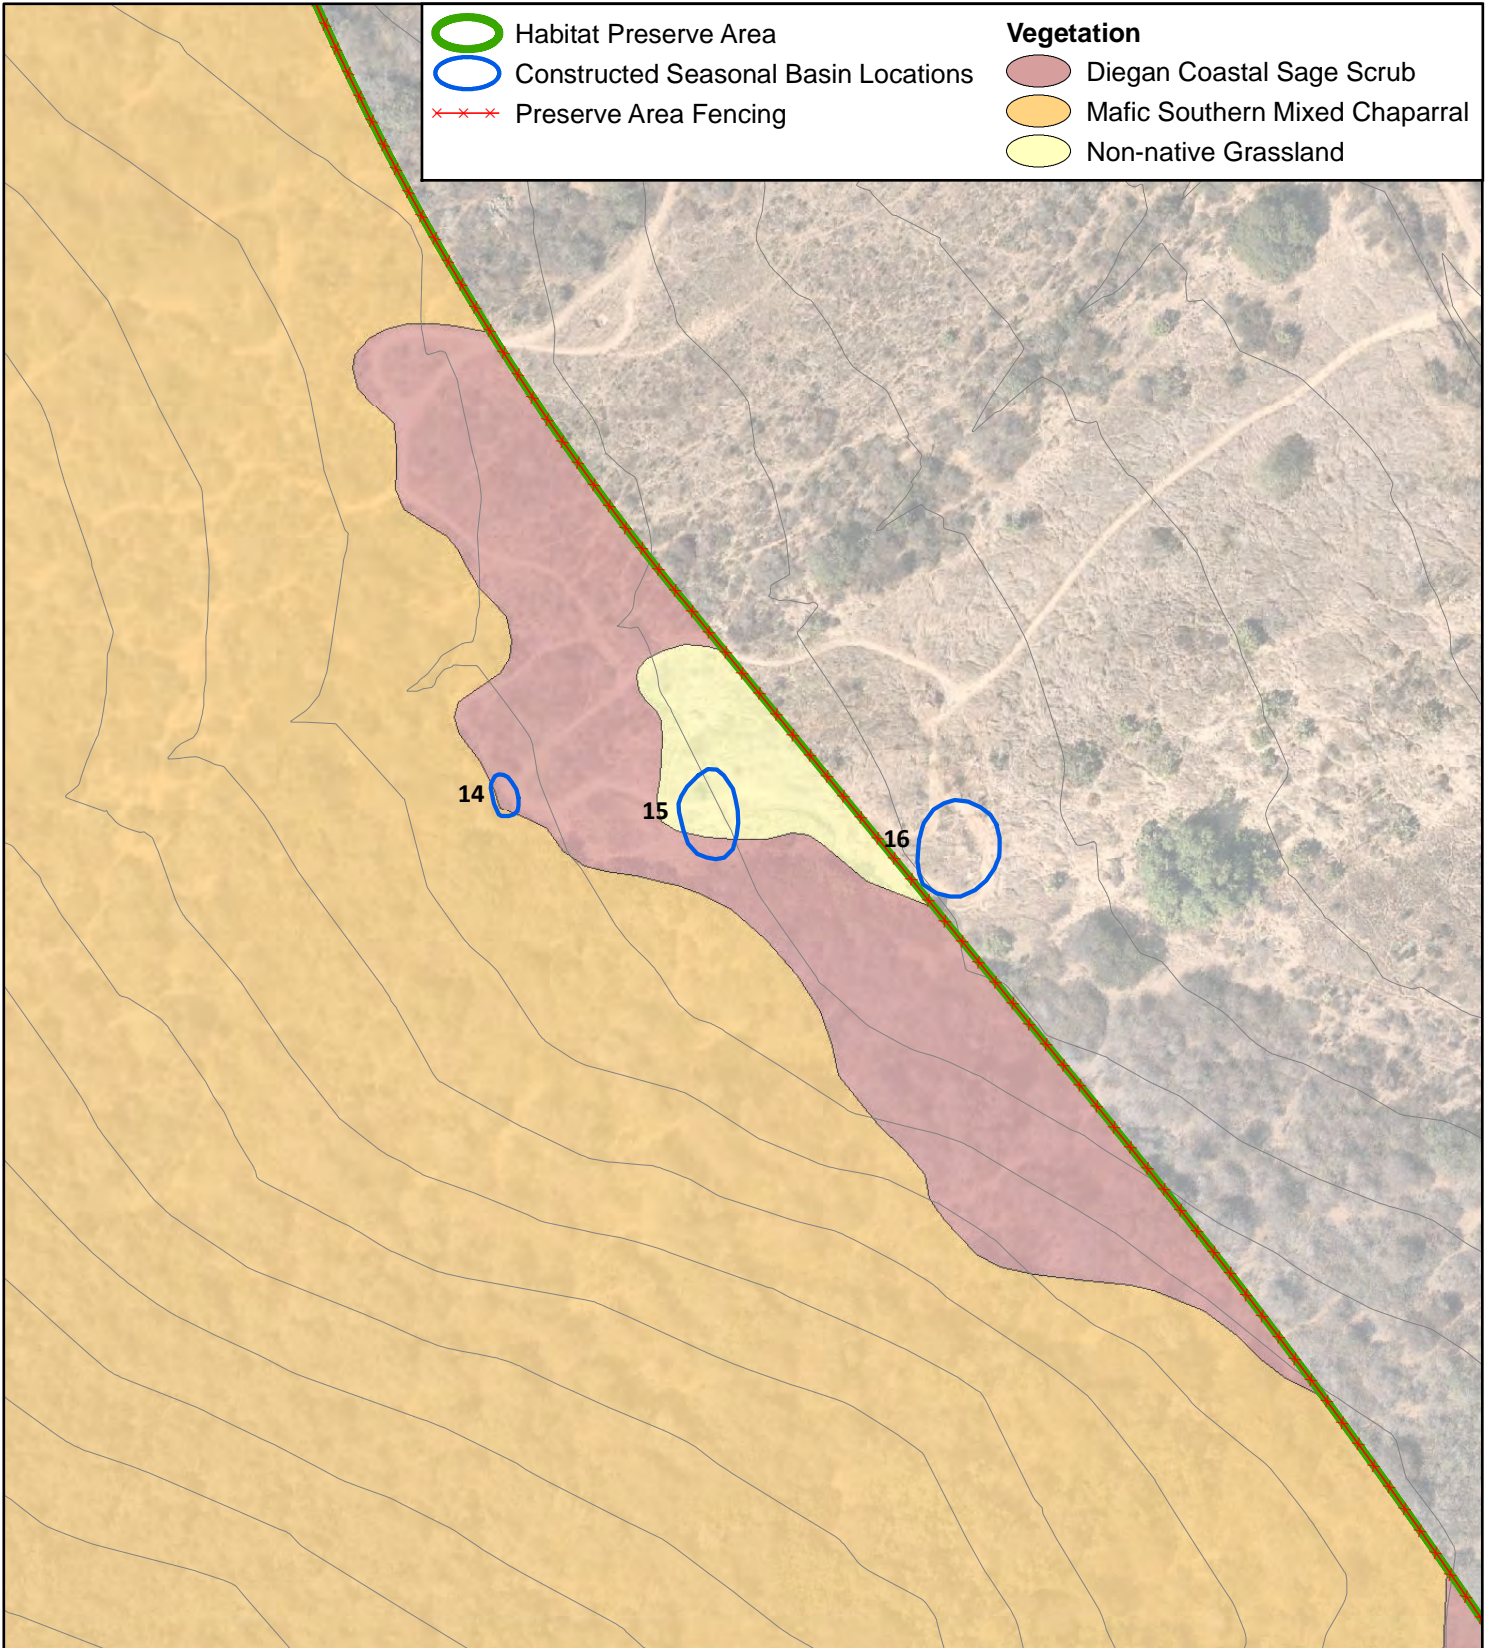 Habitat Preserve Area
Constructed Seasonal Basin Locations
Preserve Area Fencing
Vegetation
Diegan Coastal Sage Scrub
Mafic Southern Mixed Chaparral
Non-native Grassland
14
15
16